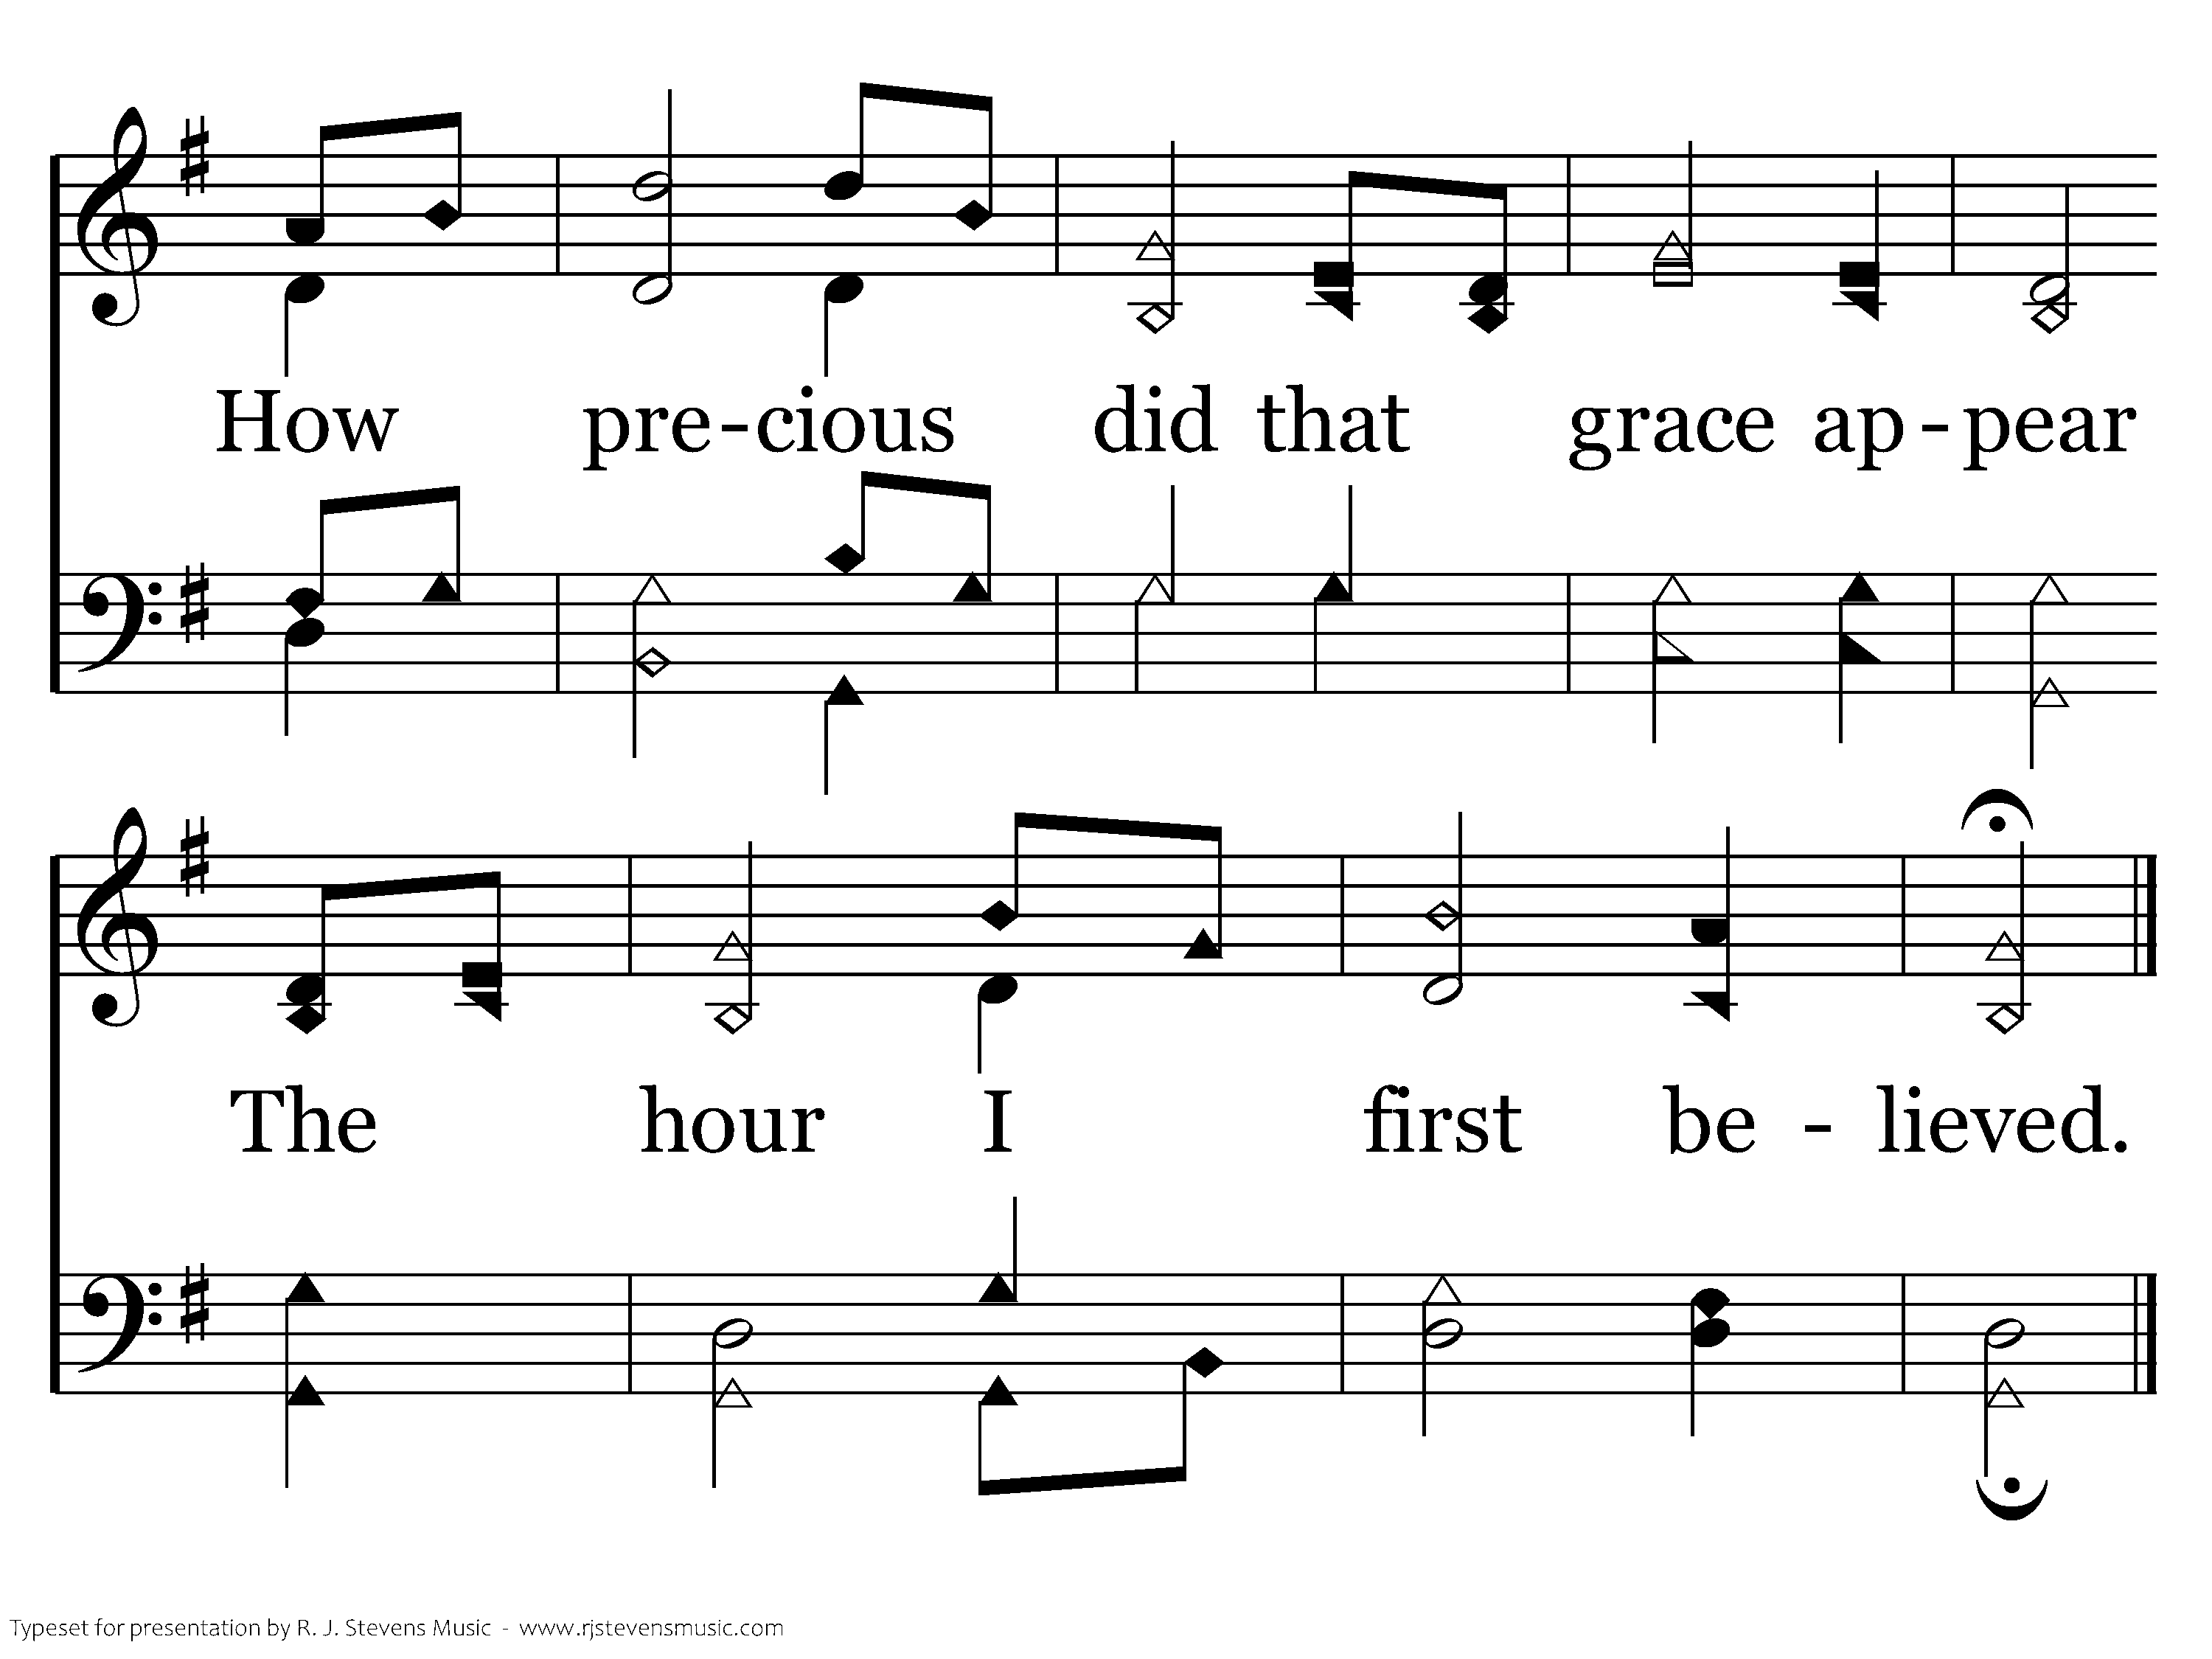 How pre-cious did that grace ap-pear
The hour I first be - lieved.
Typeset for presentation by R. J. Stevens Music - www.rjstevensmusic.com